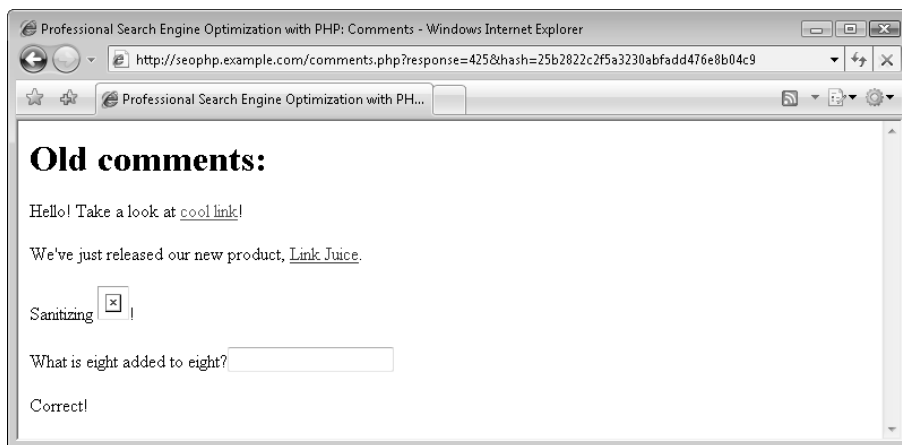 Professional Search Engine Optimization with PHP: Comments - Windows Internet Explorer
http://seophp.example.com/comments.php?response=425&hash=25b2822c2f5a3230abfadd476e8b04c9
Professional Search Engine Optimization with PH...
Old comments:
Hello! Take a look at cool link!
We've just released our new product, Link Juice.
Sanitizing !
What is eight added to eight?
Correct!